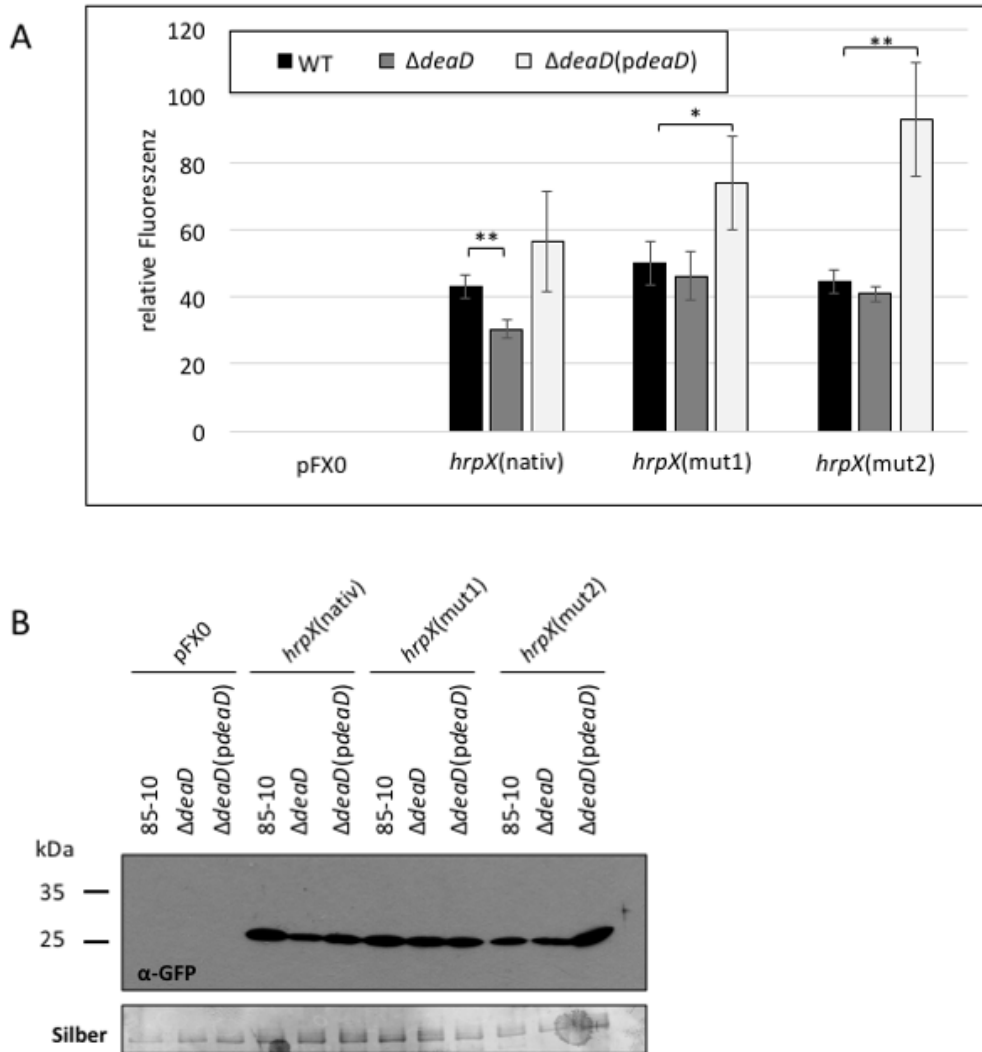 A
120
100
80
60
40
20
0
relative Fluoreszenz
WT ΔdeaD ΔdeaD(pdeaD)
**
*
**
pFX0 hrpX(nativ) hrpX(mut1) hrpX(mut2)
B
pFX0 hrpX(nativ) hrpX(mut1) hrpX(mut2)
85-10 ΔdeaD ΔdeaD(pdeaD) 85-10 ΔdeaD ΔdeaD(pdeaD) 85-10 ΔdeaD ΔdeaD(pdeaD) 85-10 ΔdeaD ΔdeaD(pdeaD)
kDa
35
25
α-GFP
Silber